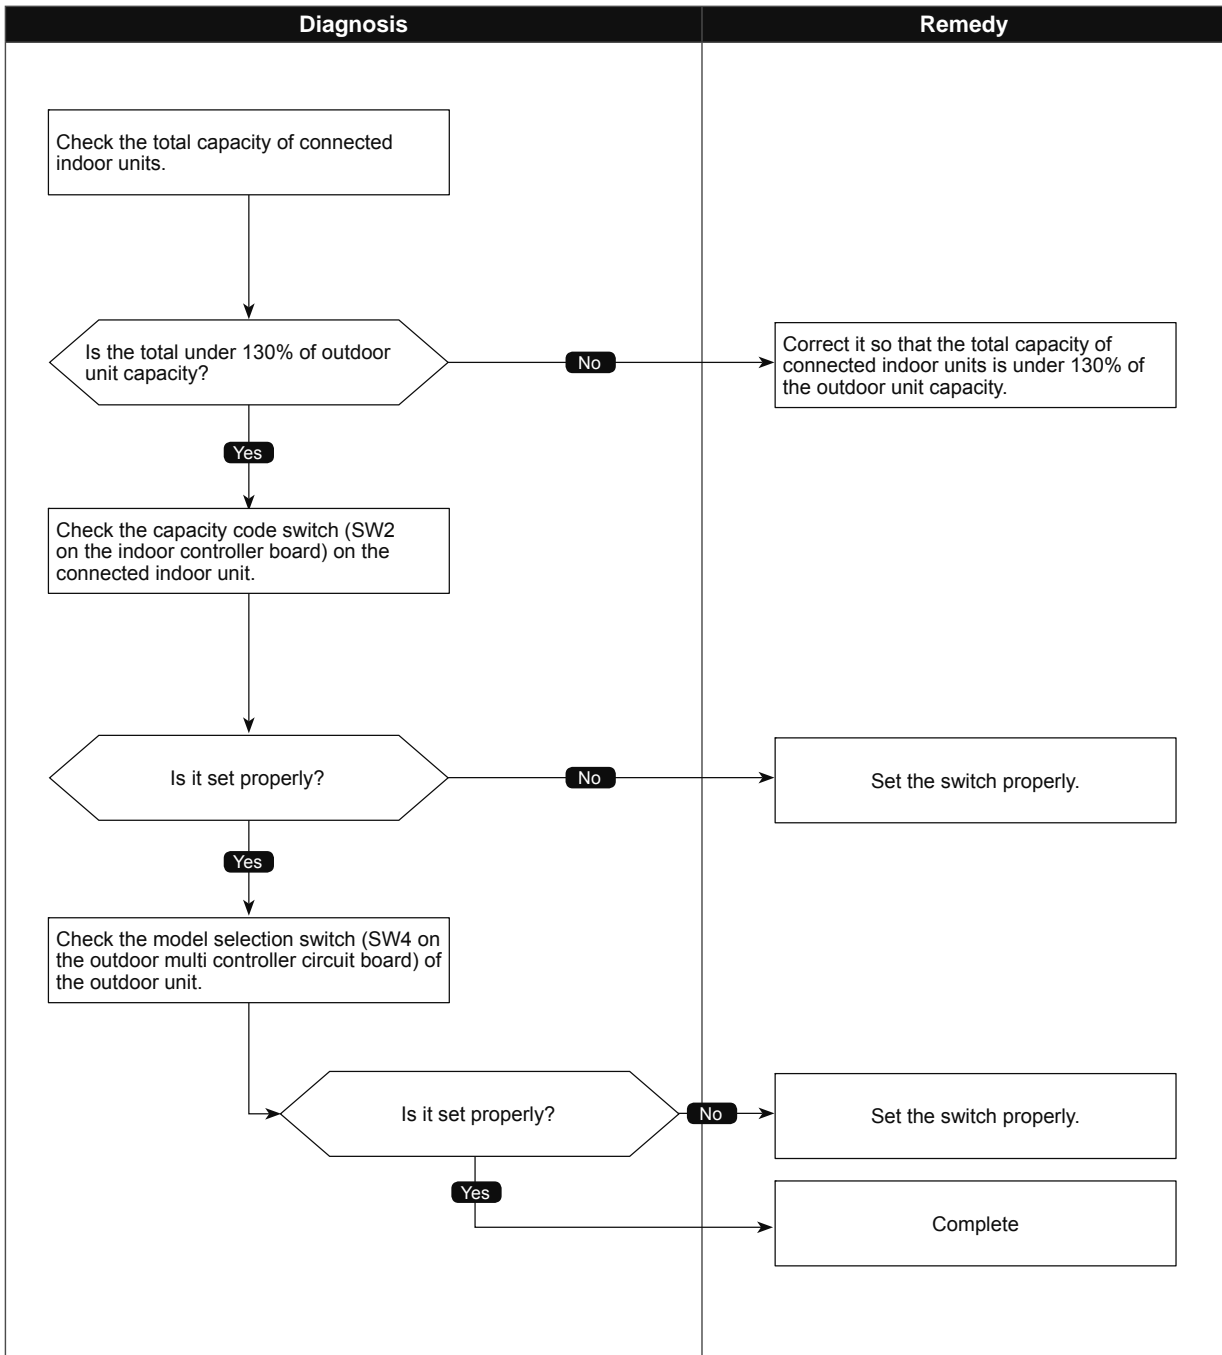 Diagnosis
Remedy
Check the total capacity of connected
indoor units.
Is the total under 130% of outdoor
unit capacity?
No
Correct it so that the total capacity of
connected indoor units is under 130% of
the outdoor unit capacity.
Yes
Check the capacity code switch (SW2
on the indoor controller board) on the
connected indoor unit.
Is it set properly?
No
Set the switch properly.
Yes
Check the model selection switch (SW4 on
the outdoor multi controller circuit board) of
the outdoor unit.
Is it set properly?
No
Set the switch properly.
Yes
Complete